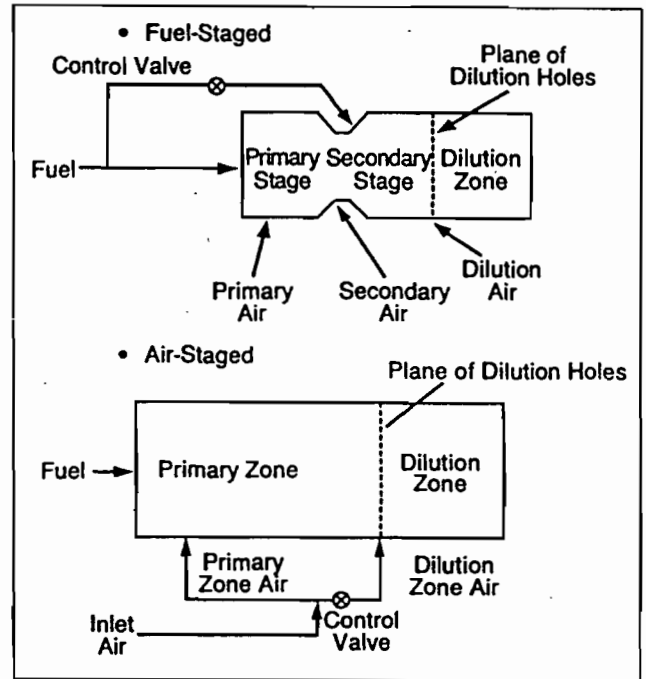 • Fuel-Staged
Control Valve
Plane of
Dilution Holes
Fuel
Primary
Stage
Secondary
Stage
Dilution
Zone
Primary
Air
Secondary
Air
Dilution
Air
• Air-Staged
Plane of Dilution Holes
Fuel
Primary Zone
Dilution
Zone
Primary
Zone Air
Dilution
Zone Air
Inlet
Air
Control
Valve